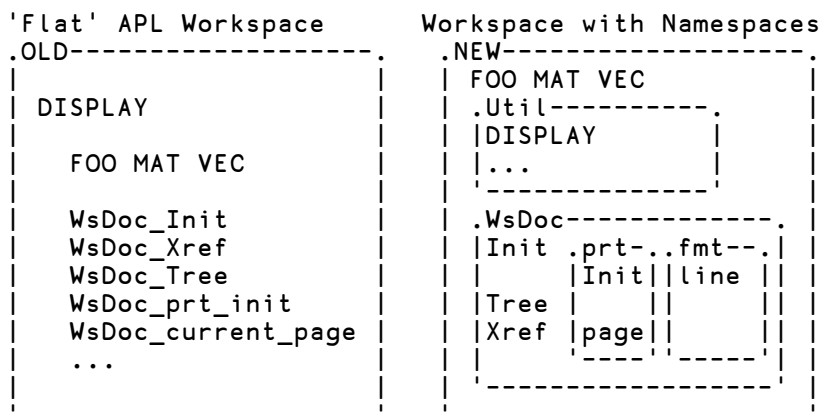 'Flat' APL Workspace       Workspace with Namespaces
.OLD-------------------.   .NEW-------------------.
|                      |   | FOO MAT VEC          |
| DISPLAY              |   | .Util----------.     |
|                      |   | |DISPLAY       |     |
|   FOO MAT VEC        |   | |...           |     |
|                      |   | '--------------'     |
|   WsDoc_Init         |   | .WsDoc-------------. |
|   WsDoc_Xref         |   | |Init .prt-..fmt--.| |
|   WsDoc_Tree         |   | |     |Init||line || |
|   WsDoc_prt_init     |   | |Tree |    ||     || |
|   WsDoc_current_page |   | |Xref |page||     || |
|   ...                |   | |     '----''-----'| |
|                      |   | '------------------' |
'                      '   '                      '